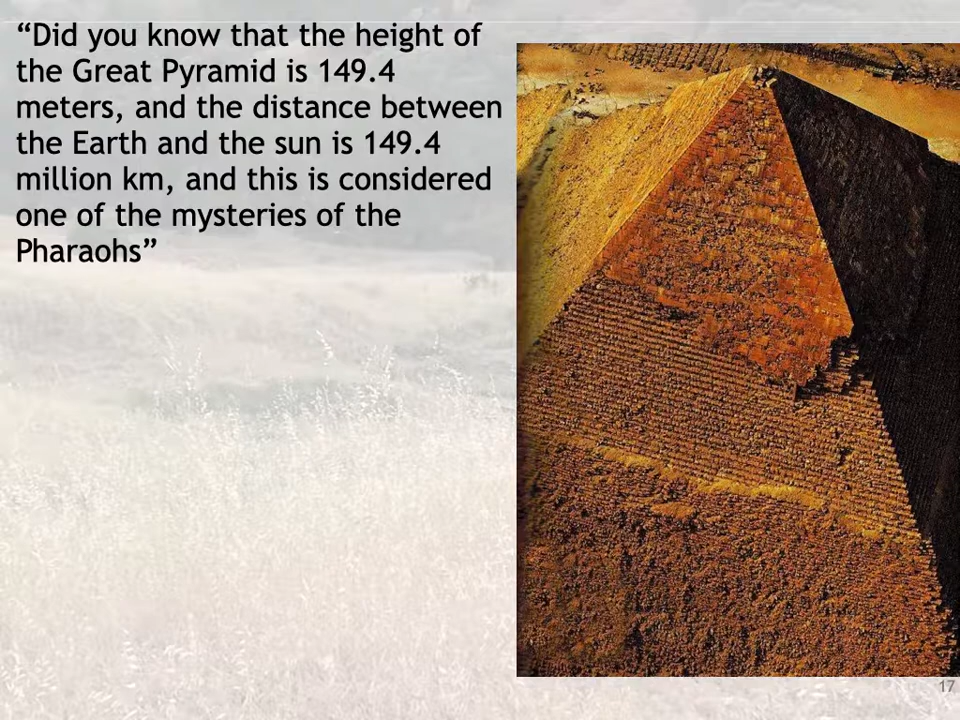 “Did you know that the height of
the Great Pyramid is 149.4
meters, and the distance between
the Earth and the sun is 149.4
million km, and this is considered
one of the mysteries of the
Pharaohs”
17